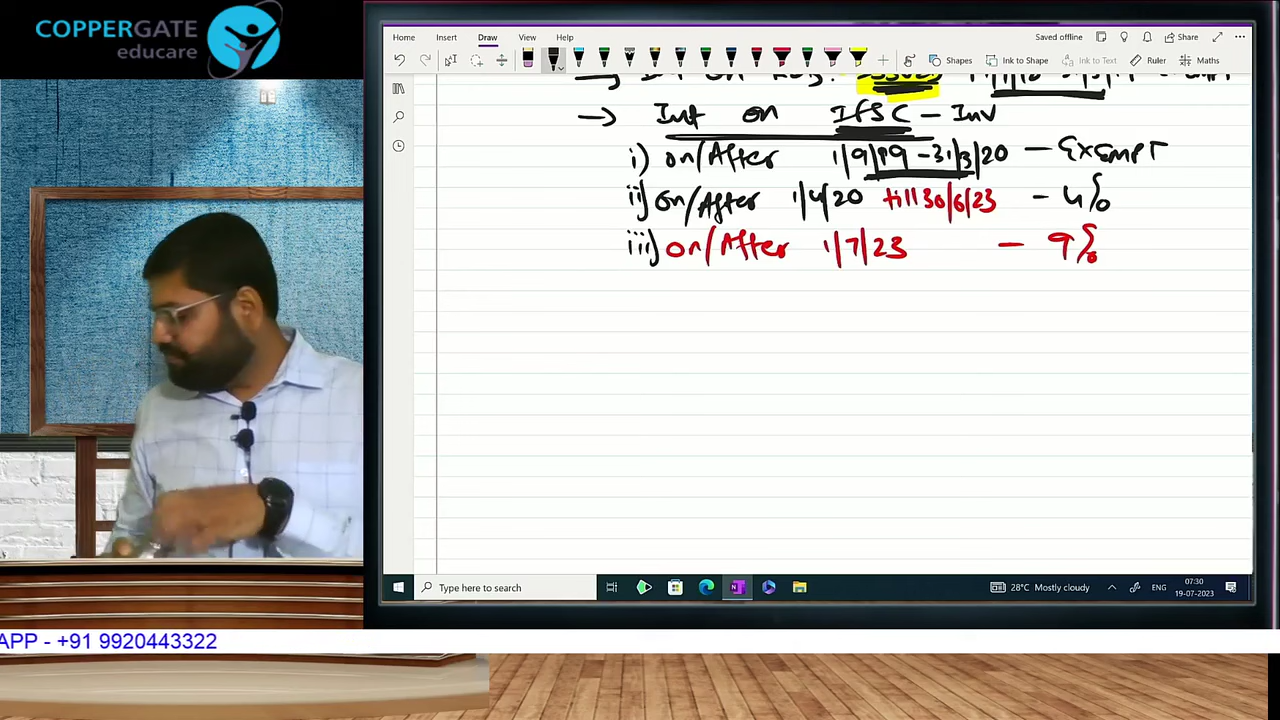 COPPERGATE
educare
Home Insert Draw View Help
Saved offline
Share
Shapes Ink to Shape Ink to Text Ruler Maths
→ Int on IFSC - Inv
i) on/After 1/9/19 - 31/3/20 - Exempt
ii) on/After 1/4/20 till 30/6/23 - 4%
iii) on/After 1/7/23 - 9%
Type here to search
28°C Mostly cloudy
ENG
07:30
19-07-2023
APP - +91 9920443322